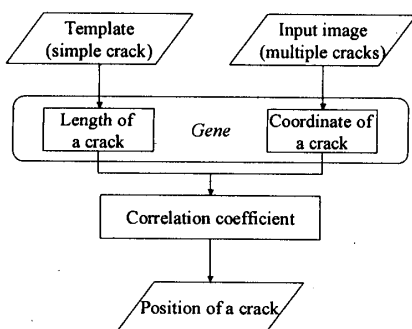 Template
(simple crack)
Input image
(multiple cracks)
Length of
a crack
Gene
Coordinate of
a crack
Correlation coefficient
Position of a crack